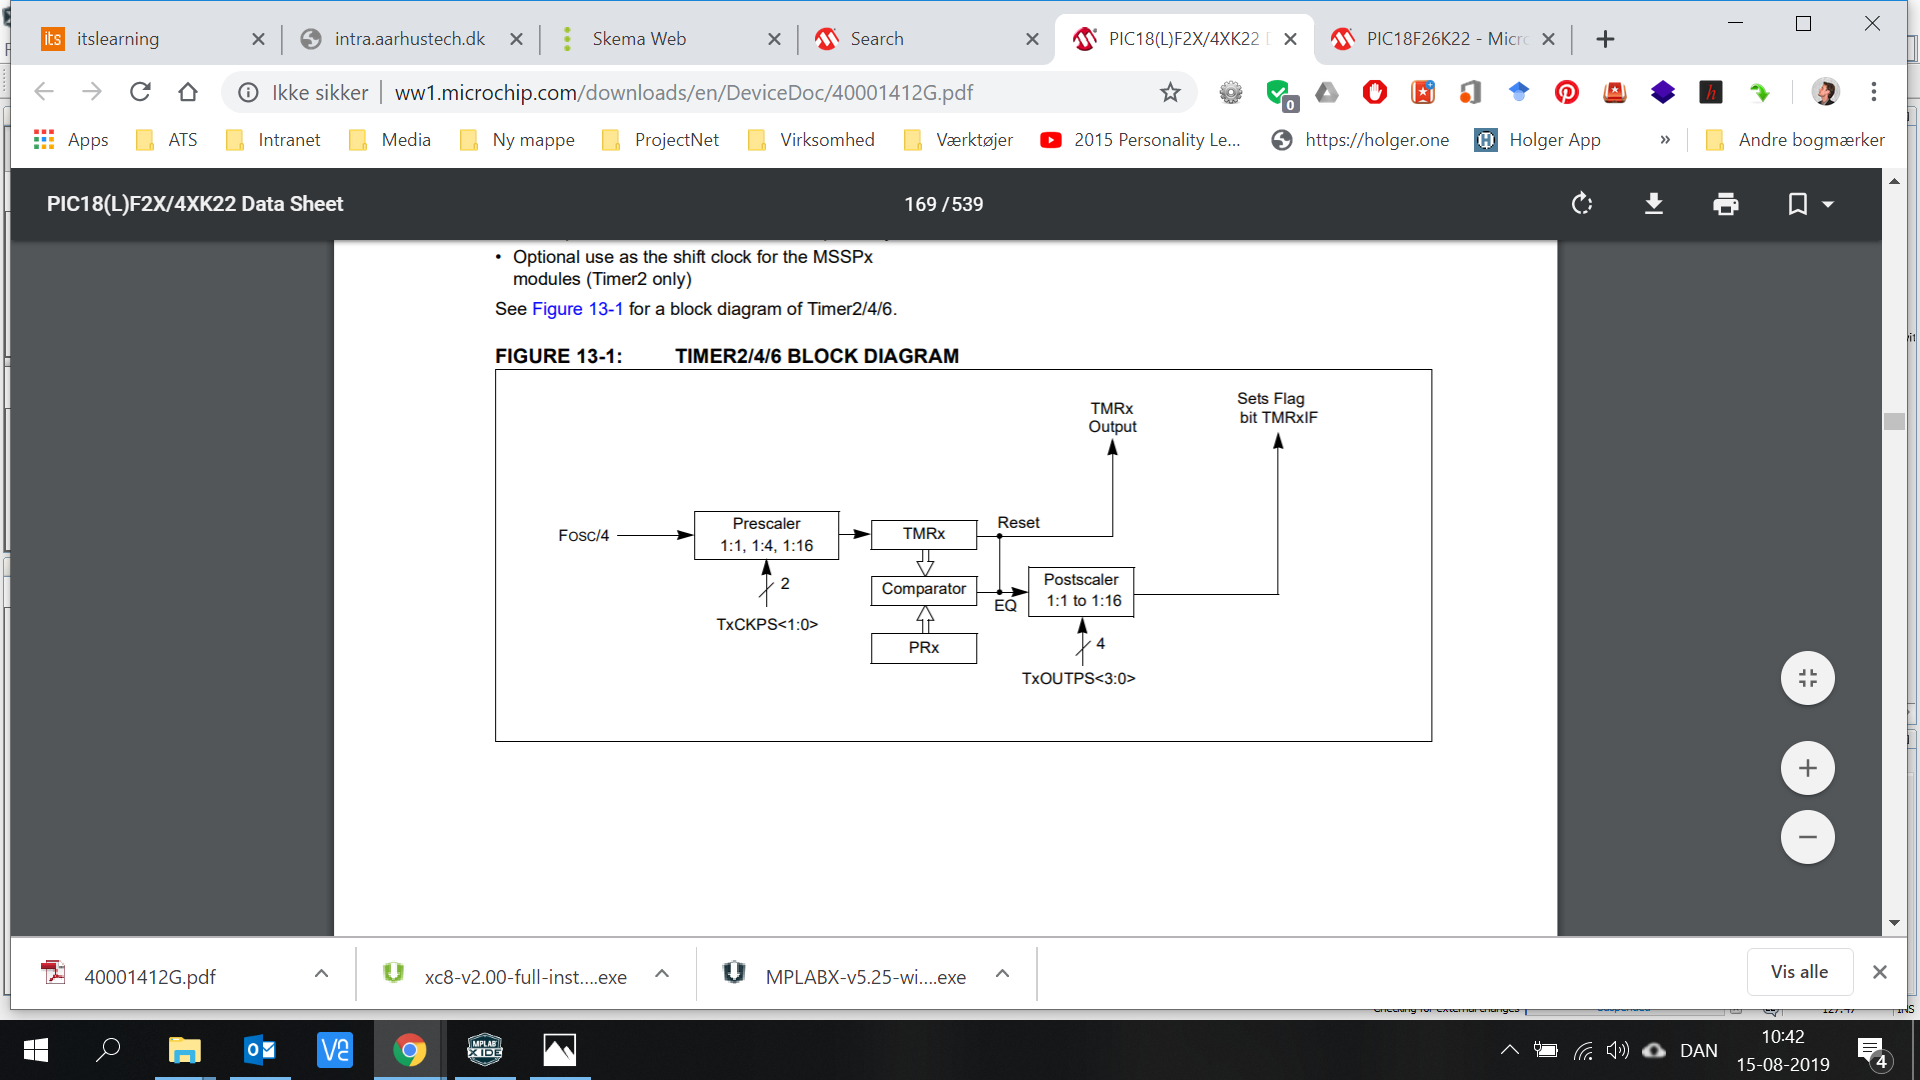 its itslearning
intra.aarhustech.dk
Skema Web
Search
PIC18(L)F2X/4XK22
PIC18F26K22 - Micro
Ikke sikker
ww1.microchip.com/downloads/en/DeviceDoc/40001412G.pdf
0
h
Apps
ATS
Intranet
Media
Ny mappe
ProjectNet
Virksomhed
Værktøjer
2015 Personality Le...
https://holger.one
Holger App
»
Andre bogmærker
PIC18(L)F2X/4XK22 Data Sheet
169 / 539
• Optional use as the shift clock for the MSSPx
modules (Timer2 only)
See Figure 13-1 for a block diagram of Timer2/4/6.
FIGURE 13-1: TIMER2/4/6 BLOCK DIAGRAM
TMRx
Output
Sets Flag
bit TMRxIF
FOSC/4
Prescaler
1:1, 1:4, 1:16
2
TxCKPS<1:0>
TMRx
Reset
Comparator
EQ
PRx
Postscaler
1:1 to 1:16
4
TxOUTPS<3:0>
40001412G.pdf
xc8-v2.00-full-inst....exe
MPLABX-v5.25-wi....exe
Vis alle
MPLAB
X IDE
DAN
10:42
15-08-2019
4